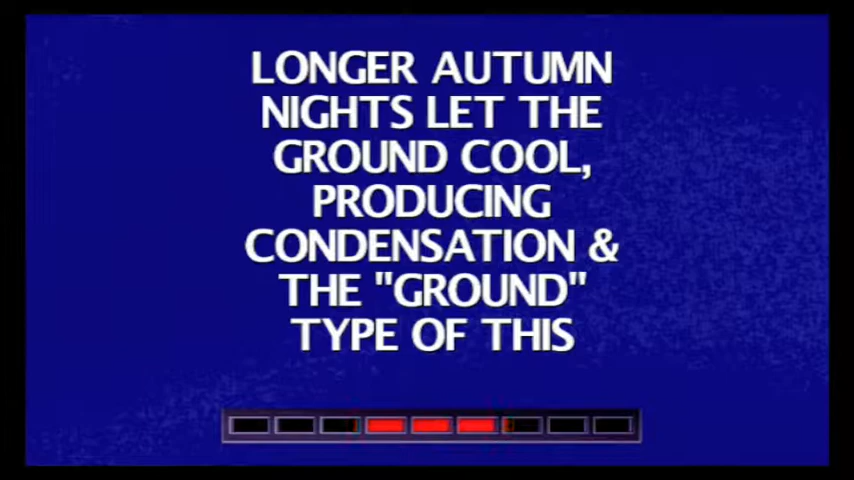 LONGER AUTUMN
NIGHTS LET THE
GROUND COOL,
PRODUCING
CONDENSATION &
THE "GROUND"
TYPE OF THIS